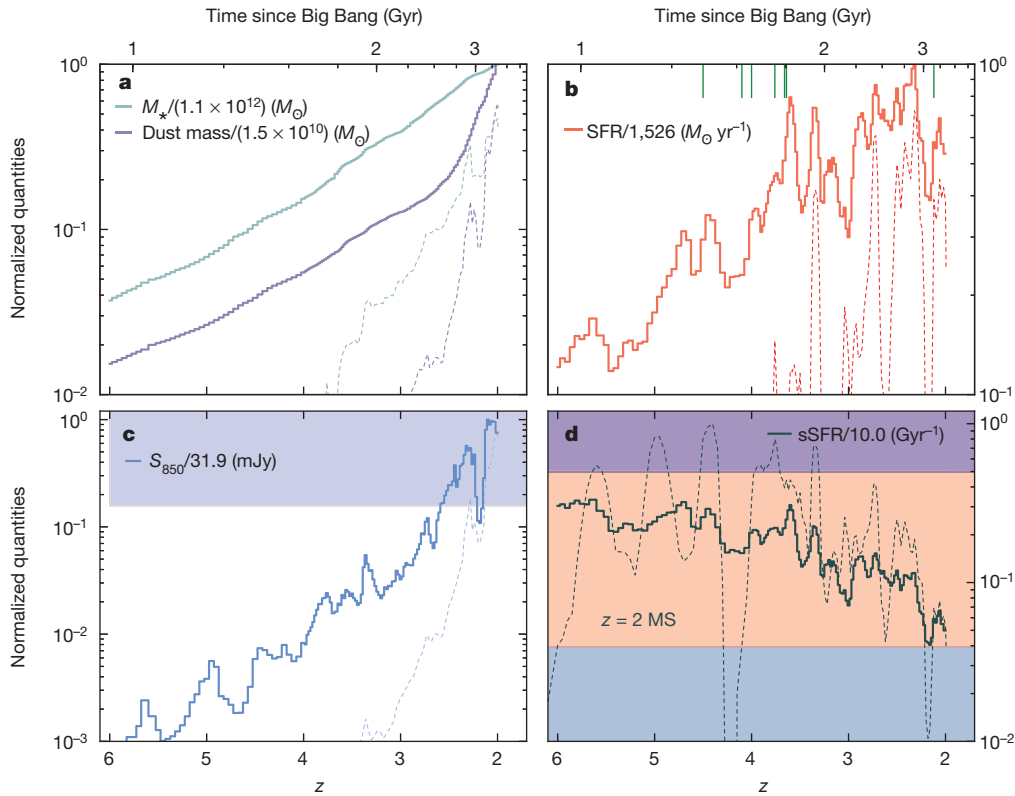 Time since Big Bang (Gyr)
Time since Big Bang (Gyr)
1 2 3
1 2 3
Normalized quantities
10⁰
10⁻¹
10⁻²
a
M*/(1.1 × 10¹²) (M⊙)
Dust mass/(1.5 × 10¹⁰) (M⊙)
b
SFR/1,526 (M⊙ yr⁻¹)
10⁰
10⁻¹
Normalized quantities
10⁰
10⁻¹
10⁻²
10⁻³
c
S₈₅₀/31.9 (mJy)
6 5 4 3 2
z
d
sSFR/10.0 (Gyr⁻¹)
z = 2 MS
10⁰
10⁻¹
10⁻²
6 5 4 3 2
z